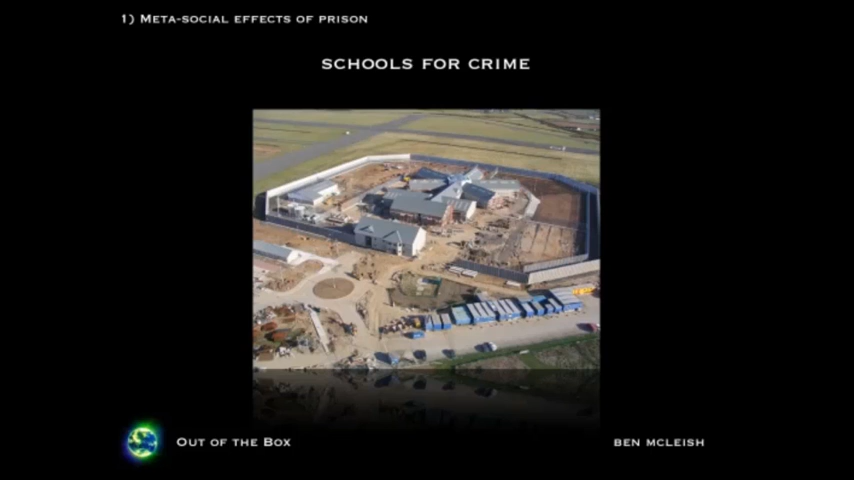 1) Meta-social effects of prison
SCHOOLS FOR CRIME
Out of the Box
BEN MCLEISH